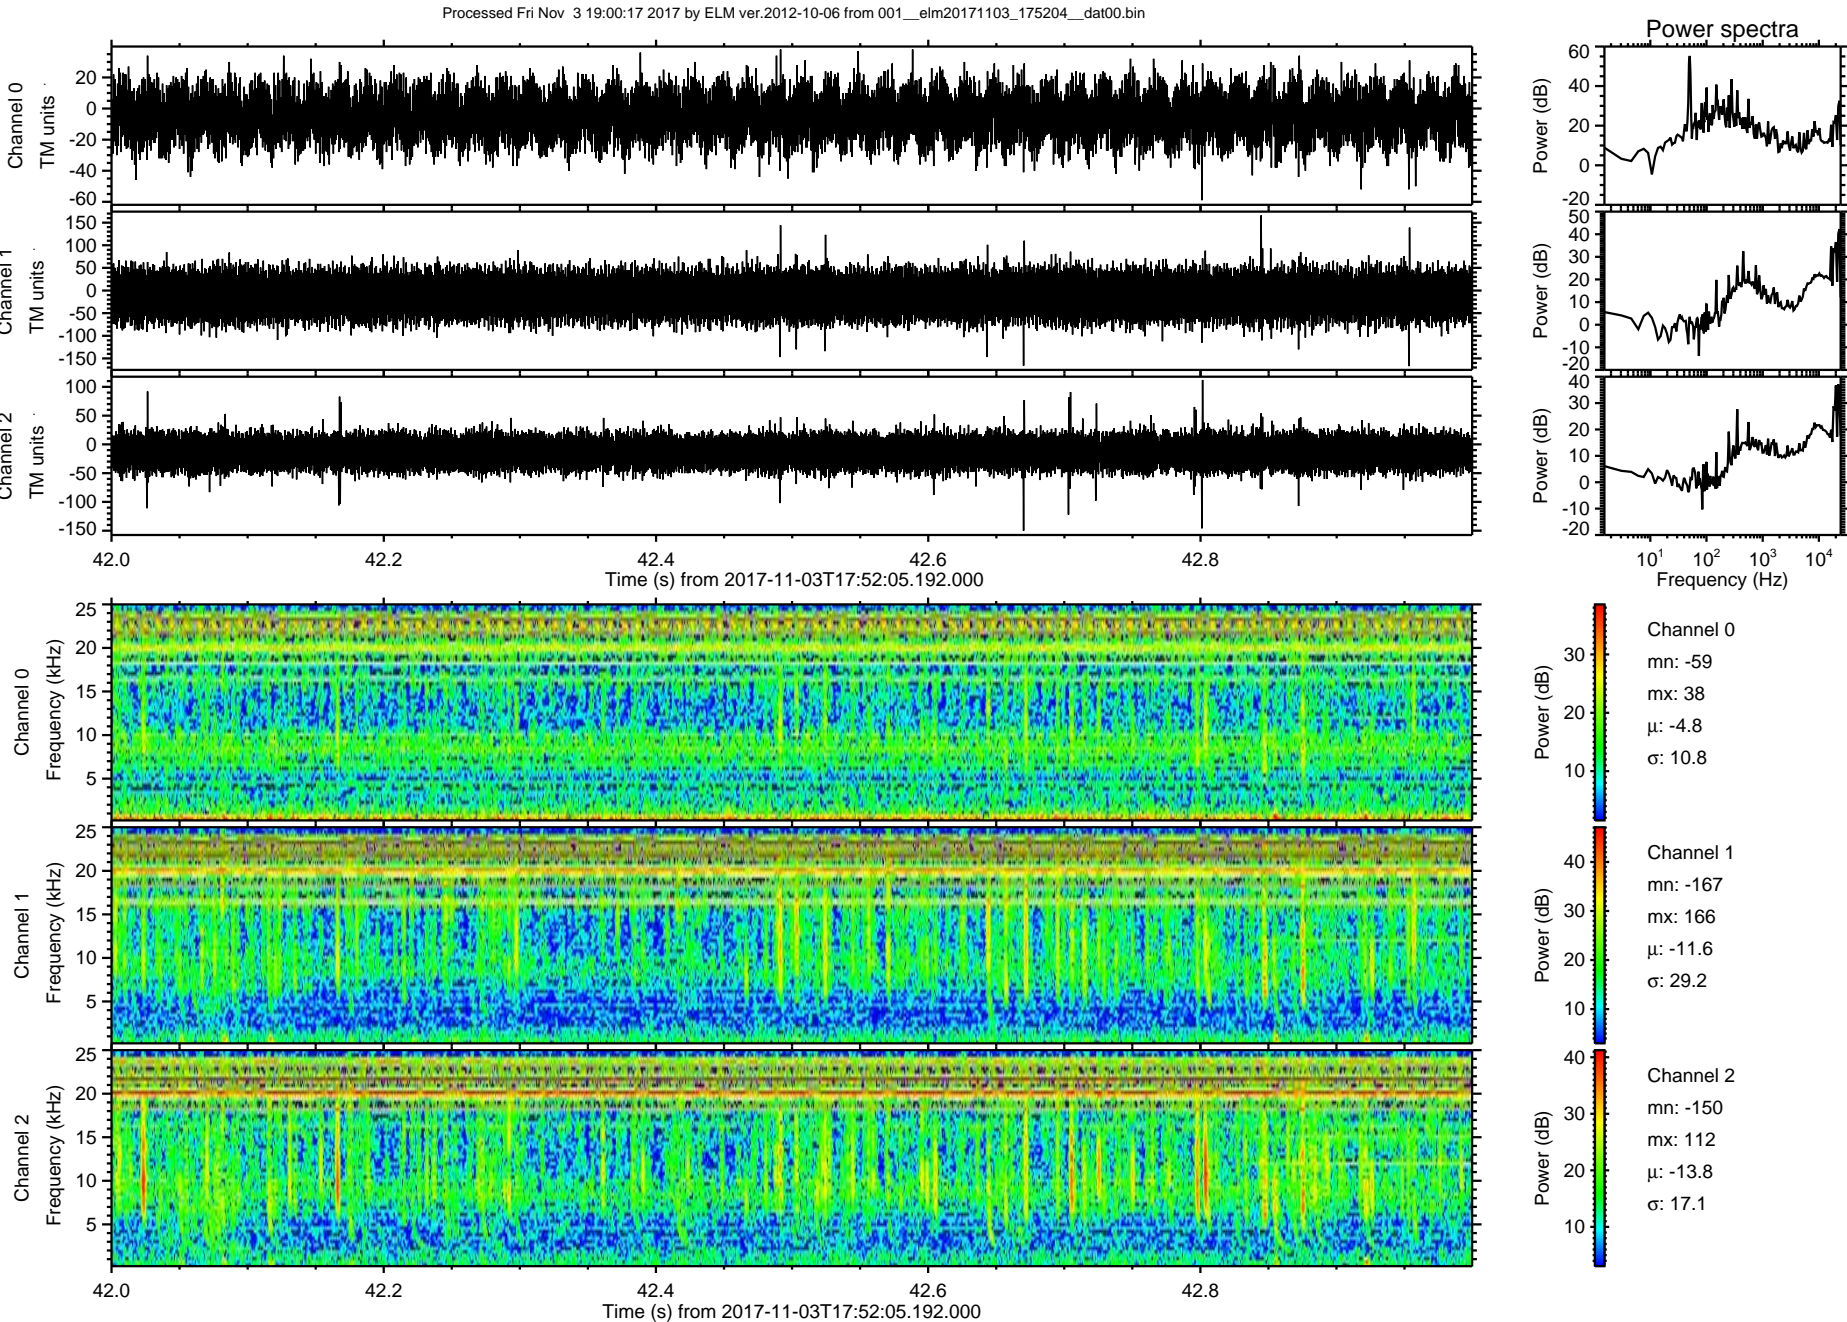 Processed Fri Nov  3 19:00:17 2017 by ELM ver.2012-10-06 from 001__elm20171103_175204__dat00.bin
Power spectra
Channel 0
TM units
20
0
-20
-40
-60
Power (dB)
60
40
20
0
-20
Channel 1
TM units
150
100
50
0
-50
-100
-150
Power (dB)
50
40
30
20
10
0
-10
-20
Channel 2
TM units
100
50
0
-50
-100
-150
Power (dB)
40
30
20
10
0
-10
-20
42.0 42.2 42.4 42.6 42.8
Time (s) from 2017-11-03T17:52:05.192.000
10¹ 10² 10³ 10⁴
Frequency (Hz)
Channel 0
Frequency (kHz)
25
20
15
10
5
Power (dB)
30
20
10
Channel 0
mn: -59
mx: 38
μ: -4.8
σ: 10.8
Channel 1
Frequency (kHz)
25
20
15
10
5
Power (dB)
40
30
20
10
Channel 1
mn: -167
mx: 166
μ: -11.6
σ: 29.2
Channel 2
Frequency (kHz)
25
20
15
10
5
Power (dB)
40
30
20
10
Channel 2
mn: -150
mx: 112
μ: -13.8
σ: 17.1
42.0 42.2 42.4 42.6 42.8
Time (s) from 2017-11-03T17:52:05.192.000